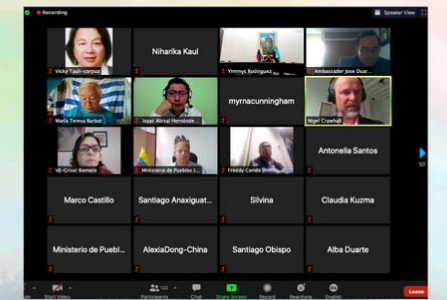 Recording
Speaker View
Niharika Kaul
Vicky Tauli-corpuz
Yimmys Rodriguez
Ambassador Jose Duar...
myrnacunningham
Maria Teresa Barbat
Isaac Abisai Hernánde...
Nigel Crawhall
Antonella Santos
VE-Crisel Romero
Ministerio de Pueblos I...
Freddy Condo
Marco Castillo
Santiago Anaxiguat...
Silvina
Claudia Kuzma
Ministerio de Puebl...
AlexiaDong-China
Santiago Obispo
Alba Duarte
Start Video
Participants
Chat
Share Screen
Record
Reactions
English
Leave